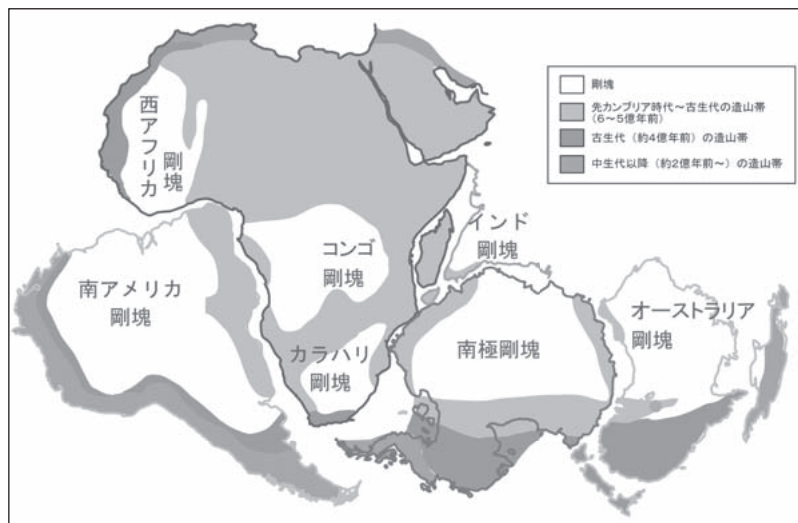 剛塊
先カンブリア時代～古生代の造山帯
(6～5億年前)
古生代（約4億年前）の造山帯
中生代以降（約2億年前～）の造山帯
西アフリカ
剛塊
コンゴ
剛塊
インド
剛塊
南アメリカ
剛塊
カラハリ
剛塊
南極剛塊
オーストラリア
剛塊